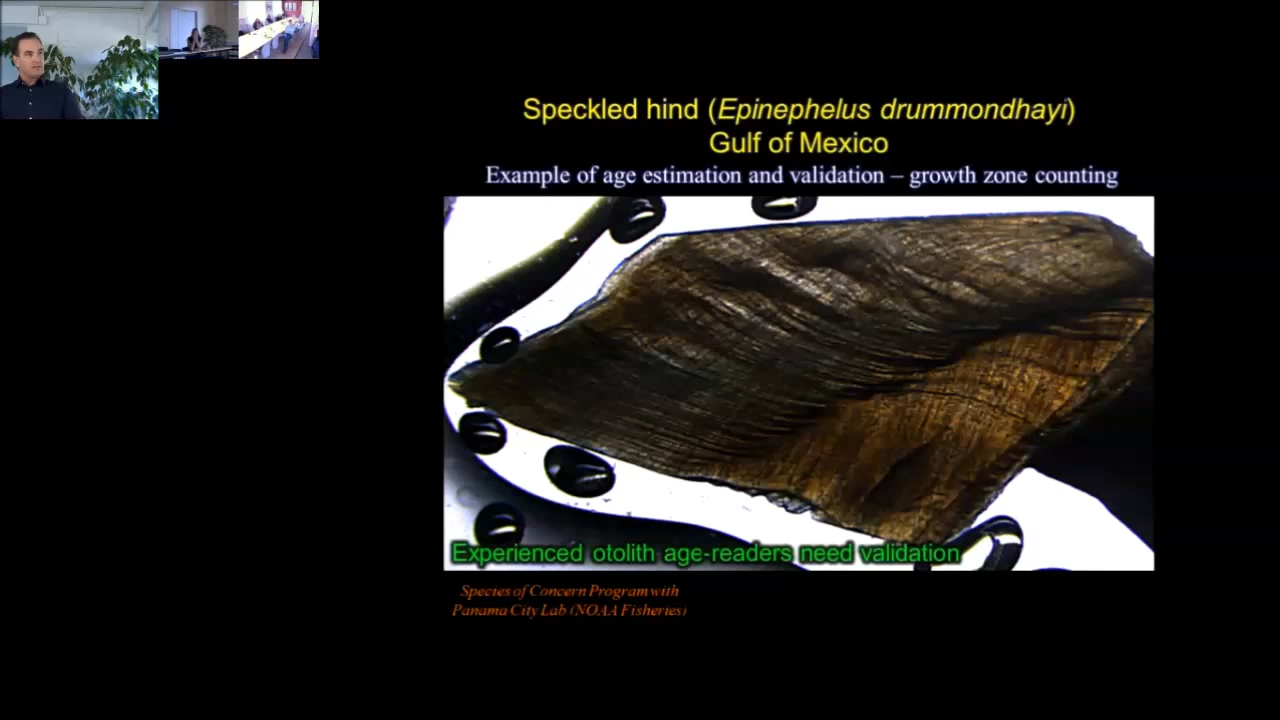 Speckled hind (Epinephelus drummondhayi)
Gulf of Mexico
Example of age estimation and validation – growth zone counting
Experienced otolith age-readers need validation
Species of Concern Program with
Panama City Lab (NOAA Fisheries)